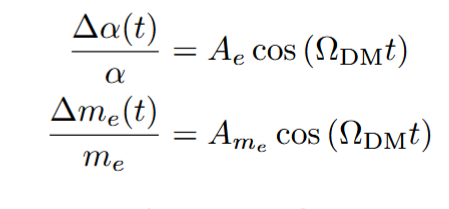 Δα(t)/α = A_e cos (Ω_DM t)
Δm_e(t)/m_e = A_{m_e} cos (Ω_DM t)